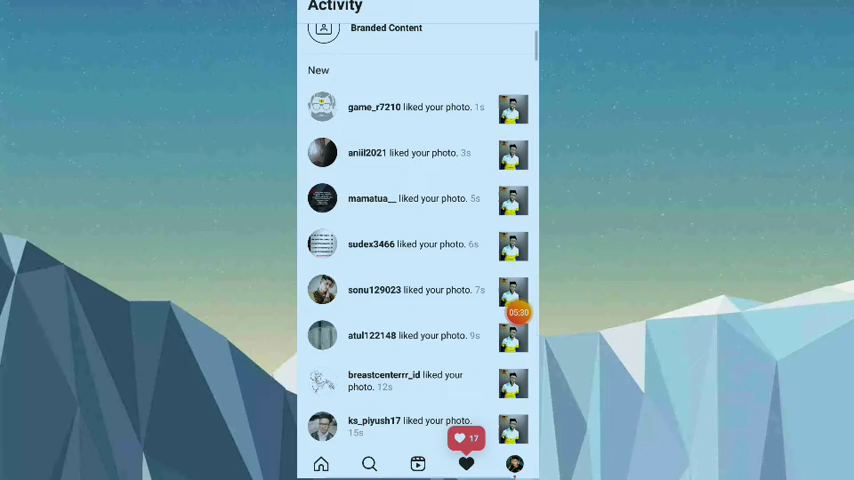 Activity
Branded Content
New
game_r7210 liked your photo. 1s
aniil2021 liked your photo. 3s
mamatua__ liked your photo. 5s
sudex3466 liked your photo. 6s
sonu129023 liked your photo. 7s
05:30
atul122148 liked your photo. 9s
breastcenterrr_id liked your
photo. 12s
ks_piyush17 liked your photo.
15s
17